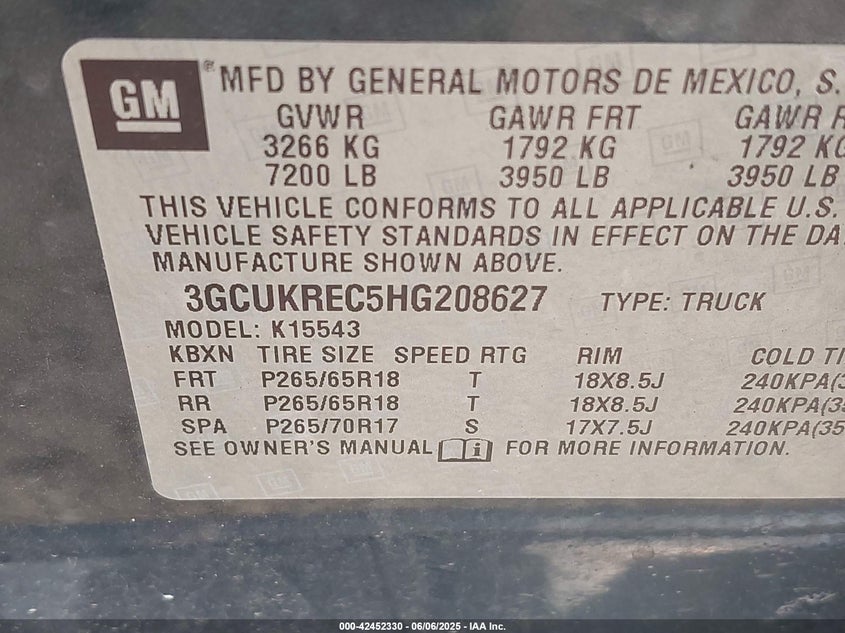 GM® MFD BY GENERAL MOTORS DE MEXICO, S.
GVWR GAWR FRT GAWR R
3266 KG 1792 KG 1792 KG
7200 LB 3950 LB 3950 LB
THIS VEHICLE CONFORMS TO ALL APPLICABLE U.S.
VEHICLE SAFETY STANDARDS IN EFFECT ON THE DA
MANUFACTURE SHOWN ABOVE.
3GCUKREC5HG208627 TYPE: TRUCK
MODEL: K15543
KBXN TIRE SIZE SPEED RTG RIM COLD TI
FRT P265/65R18 T 18X8.5J 240KPA(3
RR P265/65R18 T 18X8.5J 240KPA(35
SPA P265/70R17 S 17X7.5J 240KPA(35
SEE OWNER'S MANUAL i FOR MORE INFORMATION.
000-42452330 - 06/06/2025 - IAA Inc.